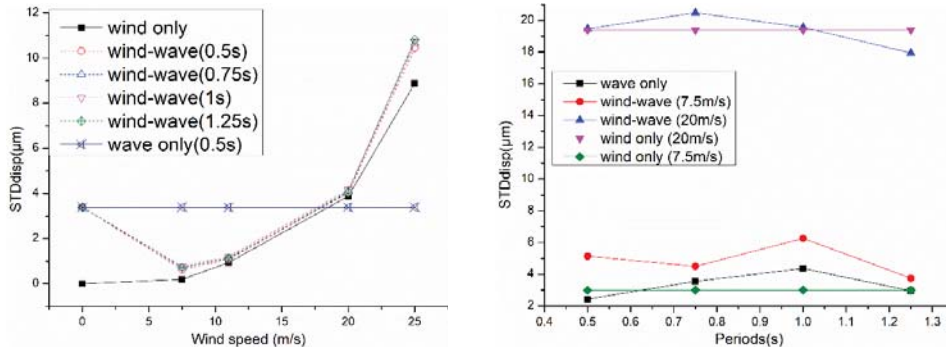 12
10
8
6
4
2
0
STDdisp(μm)
wind only
wind-wave(0.5s)
wind-wave(0.75s)
wind-wave(1s)
wind-wave(1.25s)
wave only(0.5s)
0 5 10 15 20 25
Wind speed (m/s)
20
18
16
14
12
10
8
6
4
2
STDdisp(μm)
wave only
wind-wave (7.5m/s)
wind-wave (20m/s)
wind only (20m/s)
wind only (7.5m/s)
0.4 0.5 0.6 0.7 0.8 0.9 1.0 1.1 1.2 1.3
Periods(s)